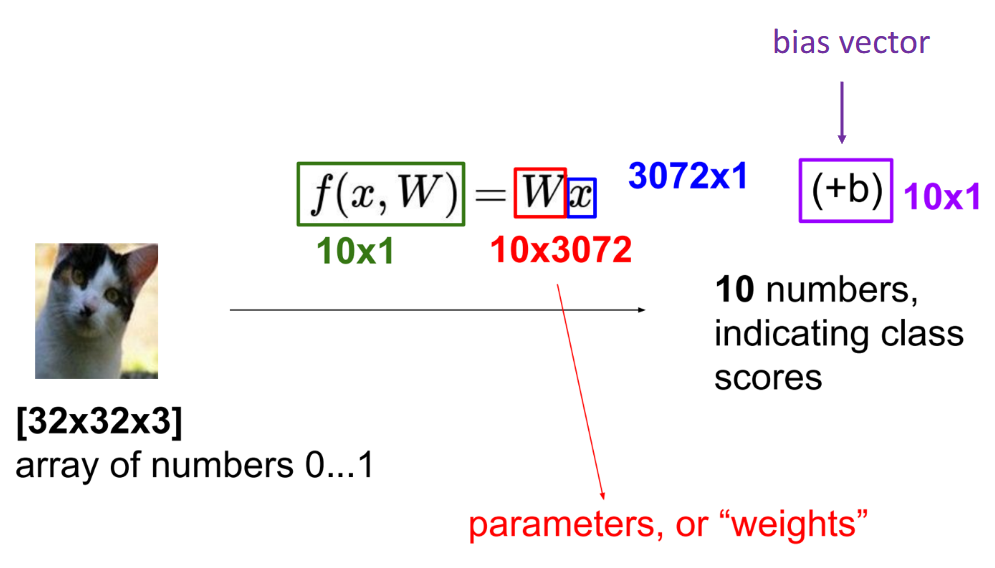 bias vector
f(x, W) = Wx
3072x1
(+b)
10x1
10x1
10x3072
10 numbers,
indicating class
scores
[32x32x3]
array of numbers 0...1
parameters, or “weights”